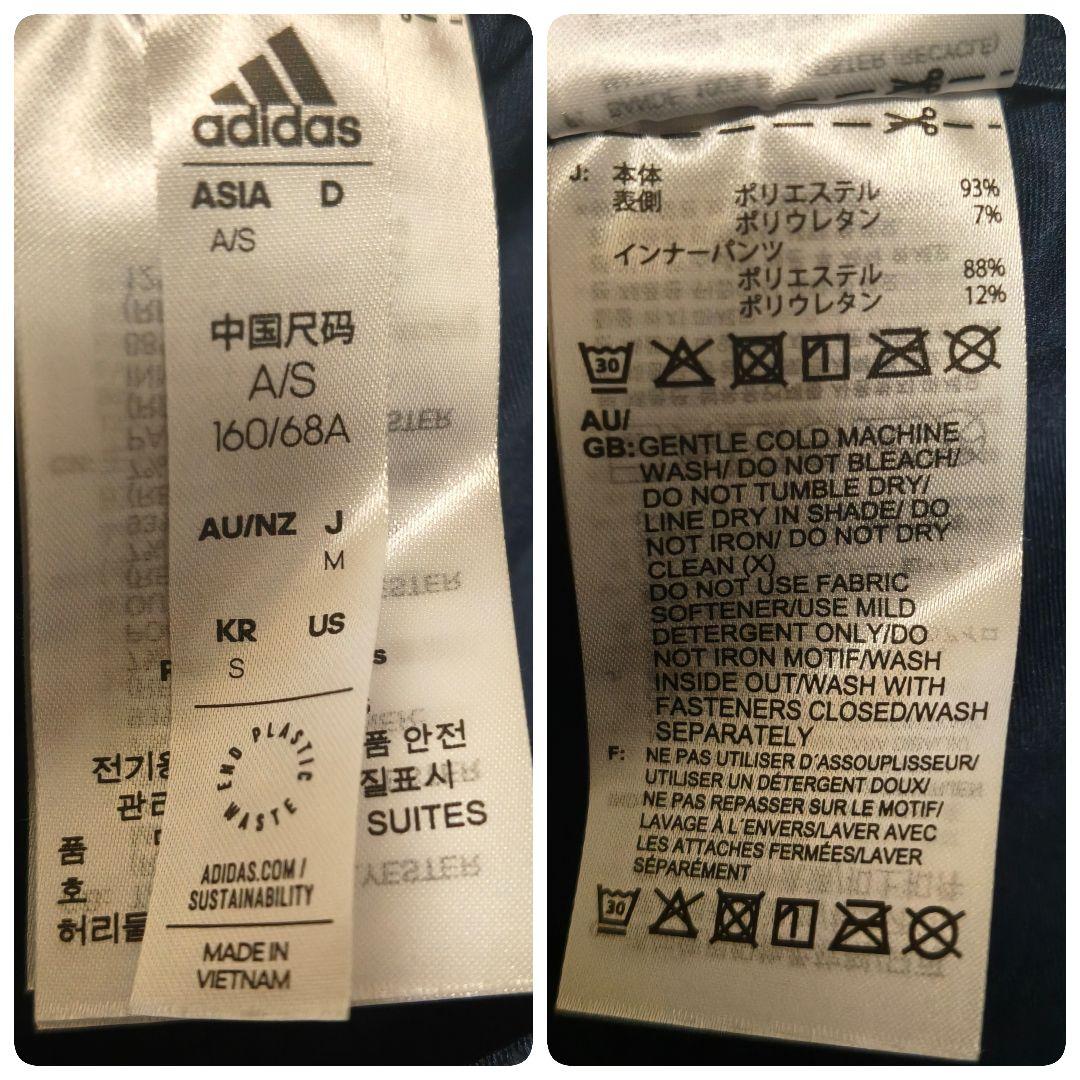 adidas
ASIA D
A/S
中国尺码
A/S
160/68A
AU/NZ J
M
KR US
S
END PLASTIC WASTE
ADIDAS.COM/
SUSTAINABILITY
MADE IN
VIETNAM
품 안전
질표시
SUITES
품
호
J: 本体
表側 ポリエステル 93%
ポリウレタン 7%
インナーパンツ
ポリエステル 88%
ポリウレタン 12%
30
AU/
GB: GENTLE COLD MACHINE
WASH/ DO NOT BLEACH/
DO NOT TUMBLE DRY/
LINE DRY IN SHADE/ DO
NOT IRON/ DO NOT DRY
CLEAN (X)
DO NOT USE FABRIC
SOFTENER/USE MILD
DETERGENT ONLY/DO
NOT IRON MOTIF/WASH
INSIDE OUT/WASH WITH
FASTENERS CLOSED/WASH
SEPARATELY
F: NE PAS UTILISER D'ASSOUPLISSEUR/
UTILISER UN DÉTERGENT DOUX/
NE PAS REPASSER SUR LE MOTIF/
LAVAGE À L'ENVERS/LAVER AVEC
LES ATTACHES FERMÉES/LAVER
SÉPARÉMENT
30